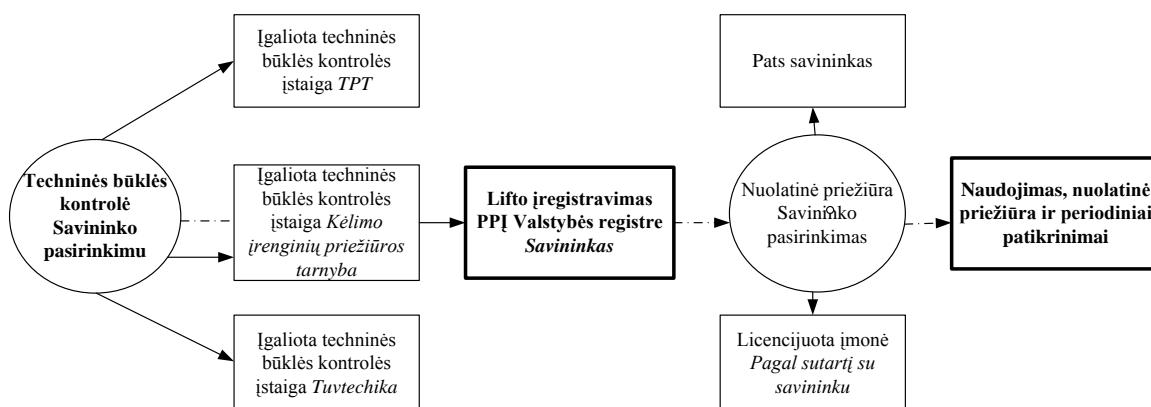 Įgaliota techninės
būklės kontrolės
įstaiga TPT
Pats savininkas
Techninės būklės
kontrolė
Savininko
pasirinkimu
Įgaliota techninės
būklės kontrolės
įstaiga Kėlimo
įrenginių priežiūros
tarnyba
Lifto įregistravimas
PPĮ Valstybės registre
Savininkas
Nuolatinė priežiūra
Savininko
pasirinkimas
Naudojimas, nuolatinė
priežiūra ir periodiniai
patikrinimai
Įgaliota techninės
būklės kontrolės
įstaiga Tuvtechika
Licencijuota įmonė
Pagal sutartį su
savininku